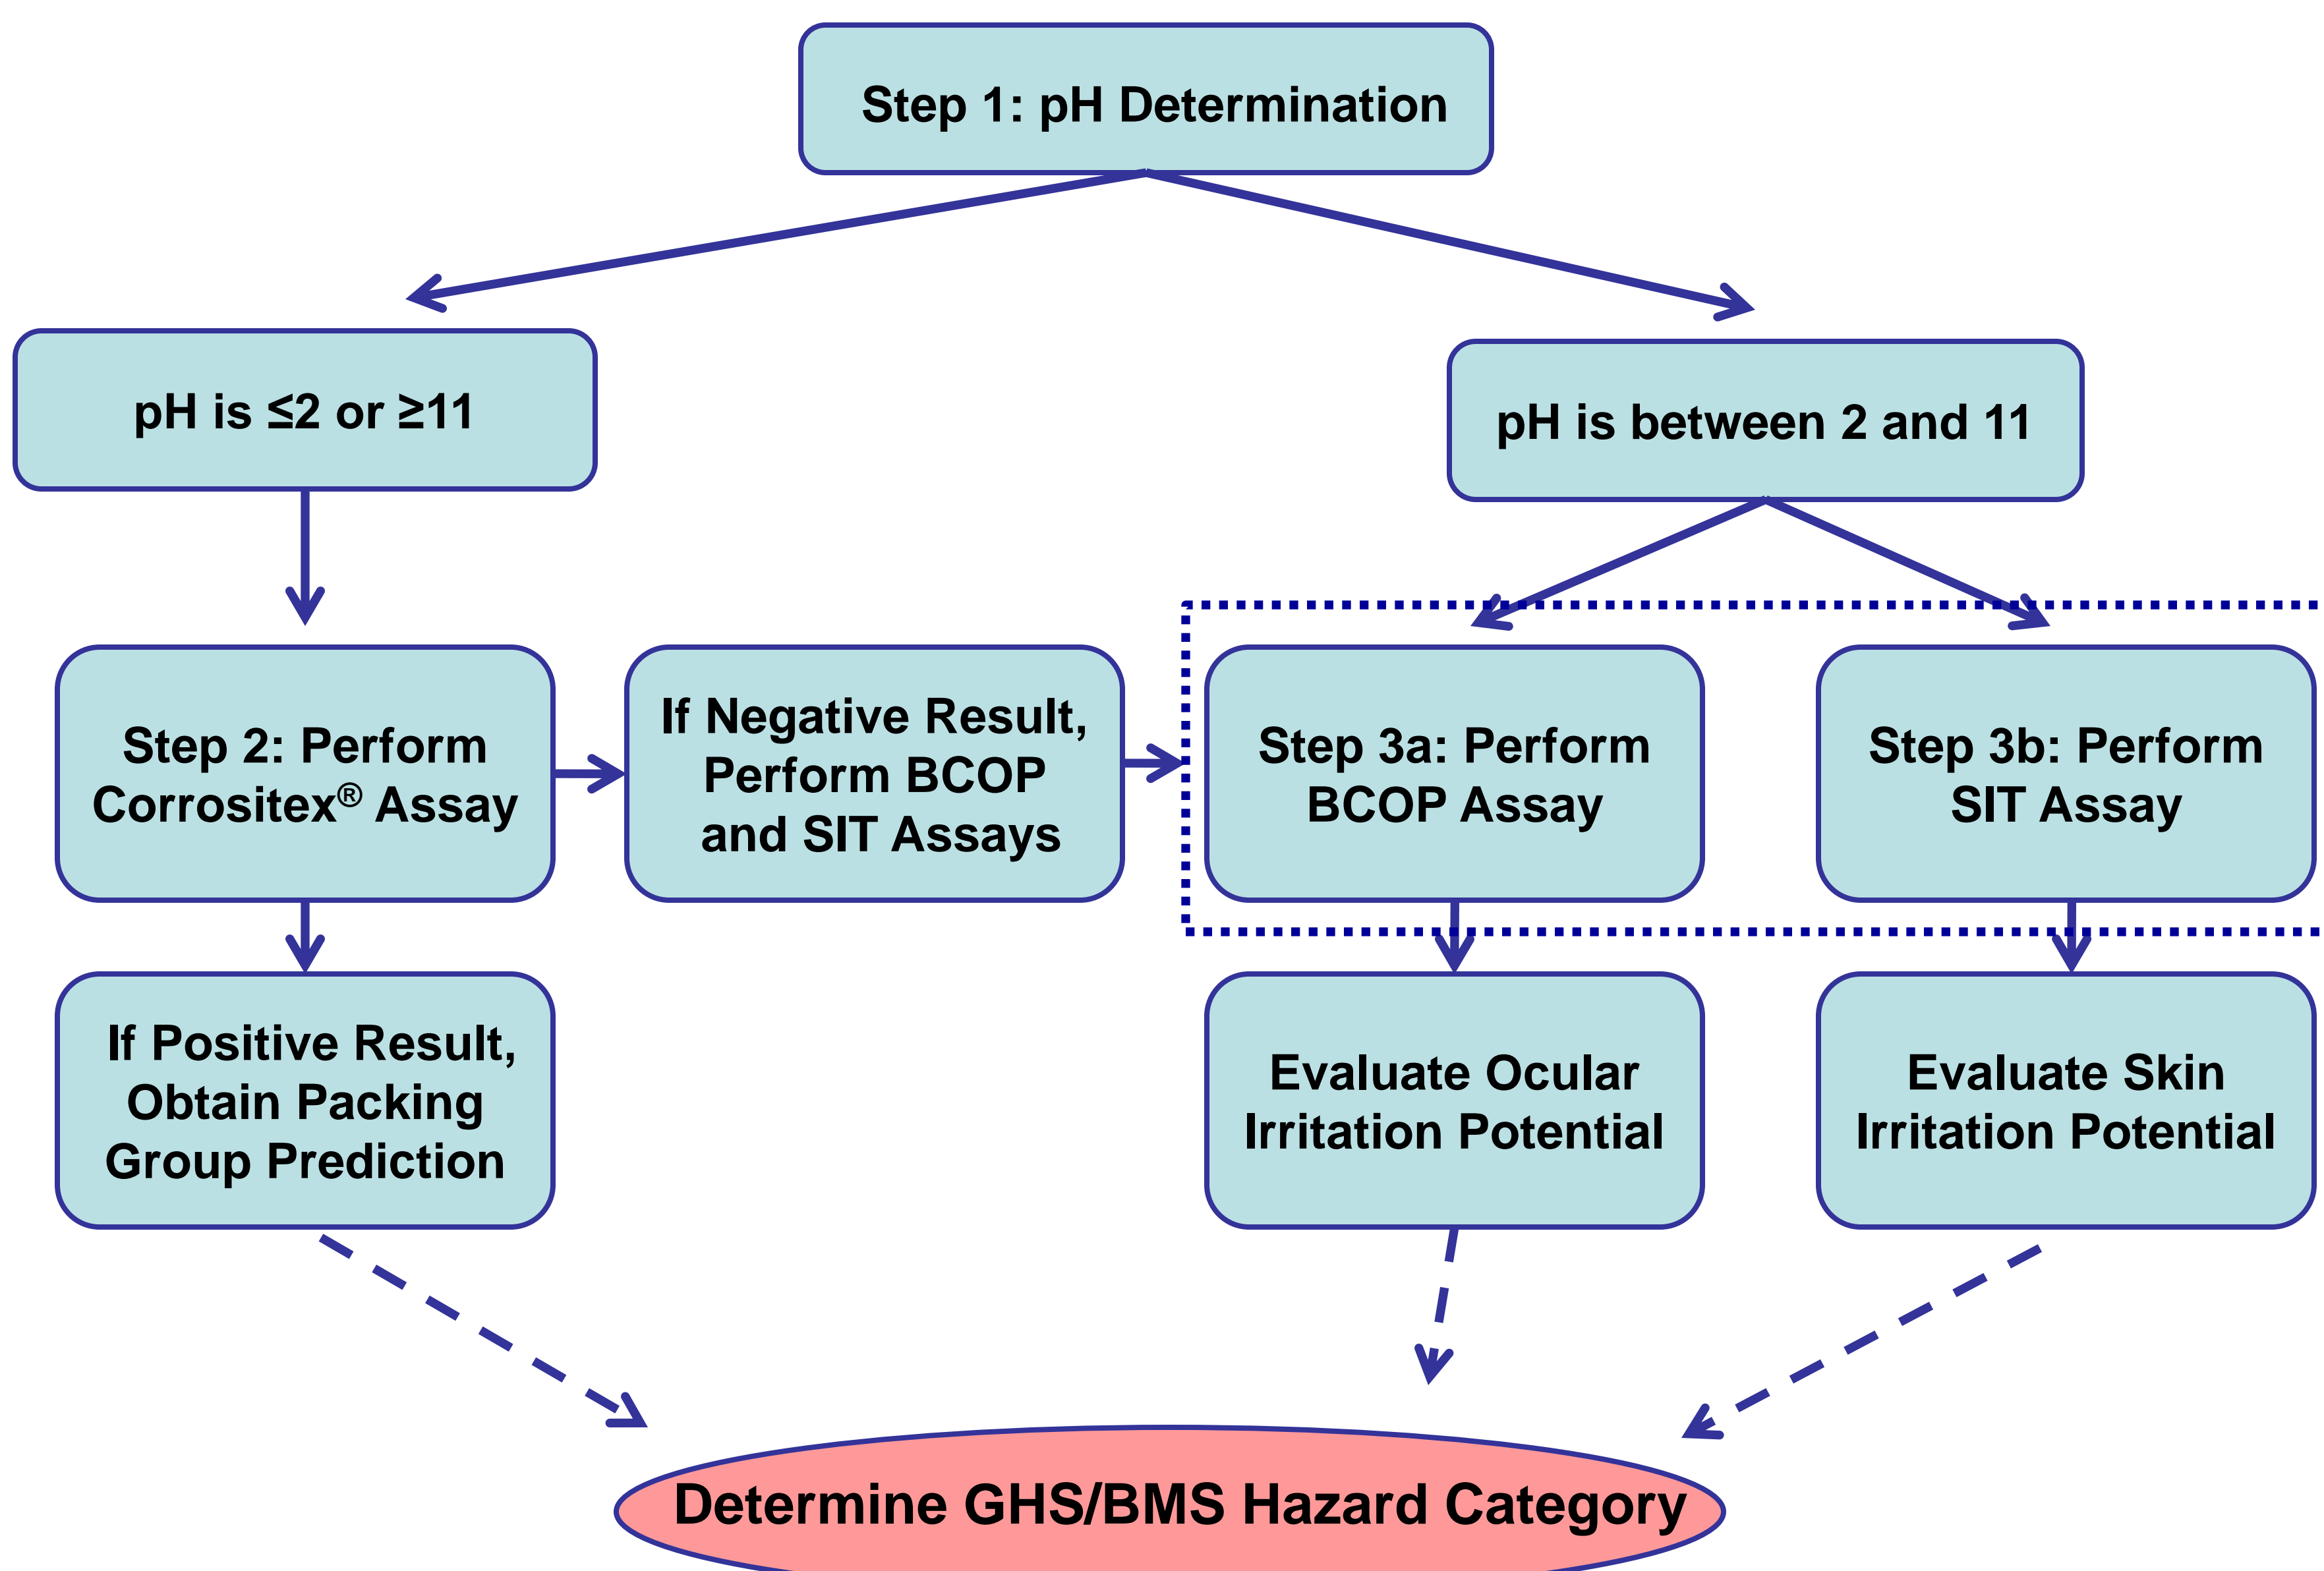 Step 1: pH Determination
pH is ≤2 or ≥11
pH is between 2 and 11
Step 2: Perform
Corrositex® Assay
If Negative Result,
Perform BCOP
and SIT Assays
Step 3a: Perform
BCOP Assay
Step 3b: Perform
SIT Assay
If Positive Result,
Obtain Packing
Group Prediction
Evaluate Ocular
Irritation Potential
Evaluate Skin
Irritation Potential
Determine GHS/BMS Hazard Category